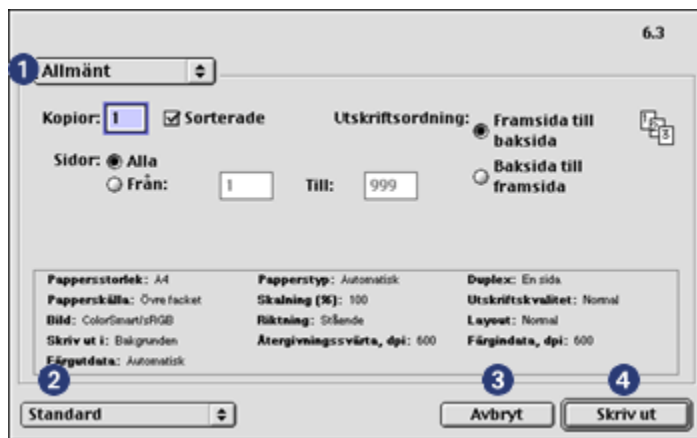 6.3
1 Allmänt
Kopior: 1 Sorterade Utskriftsordning: Framsida till baksida
Sidor: Alla Baksida till framsida
Från: 1 Till: 999
1 2 3
Pappersstorlek: A4 Papperstyp: Automatisk Duplex: En sida
Papperskälla: Övre facket Skalning (%): 100 Utskriftskvalitet: Normal
Bild: ColorSmart/sRGB Riktning: Stående Layout: Normal
Skriv ut i: Bakgrunden Återgivningssvärta, dpi: 600 Färgindata, dpi: 600
Färgutdata: Automatisk
2 3 4
Standard Avbryt Skriv ut